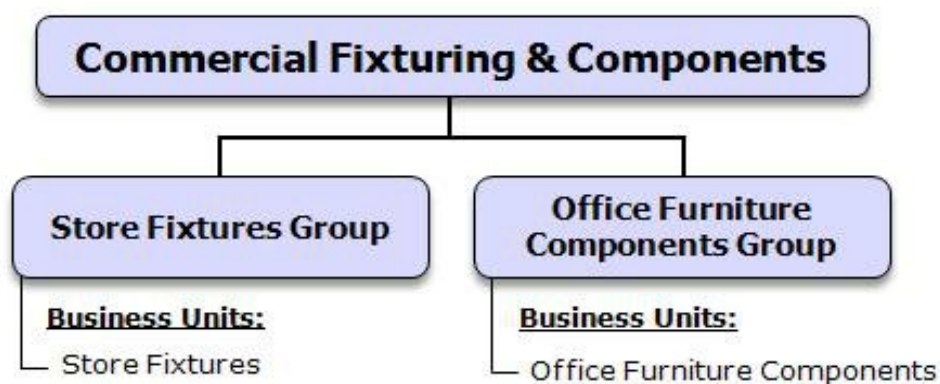 Commercial Fixturing & Components
Store Fixtures Group
Business Units:
Store Fixtures
Office Furniture
Components Group
Business Units:
Office Furniture Components